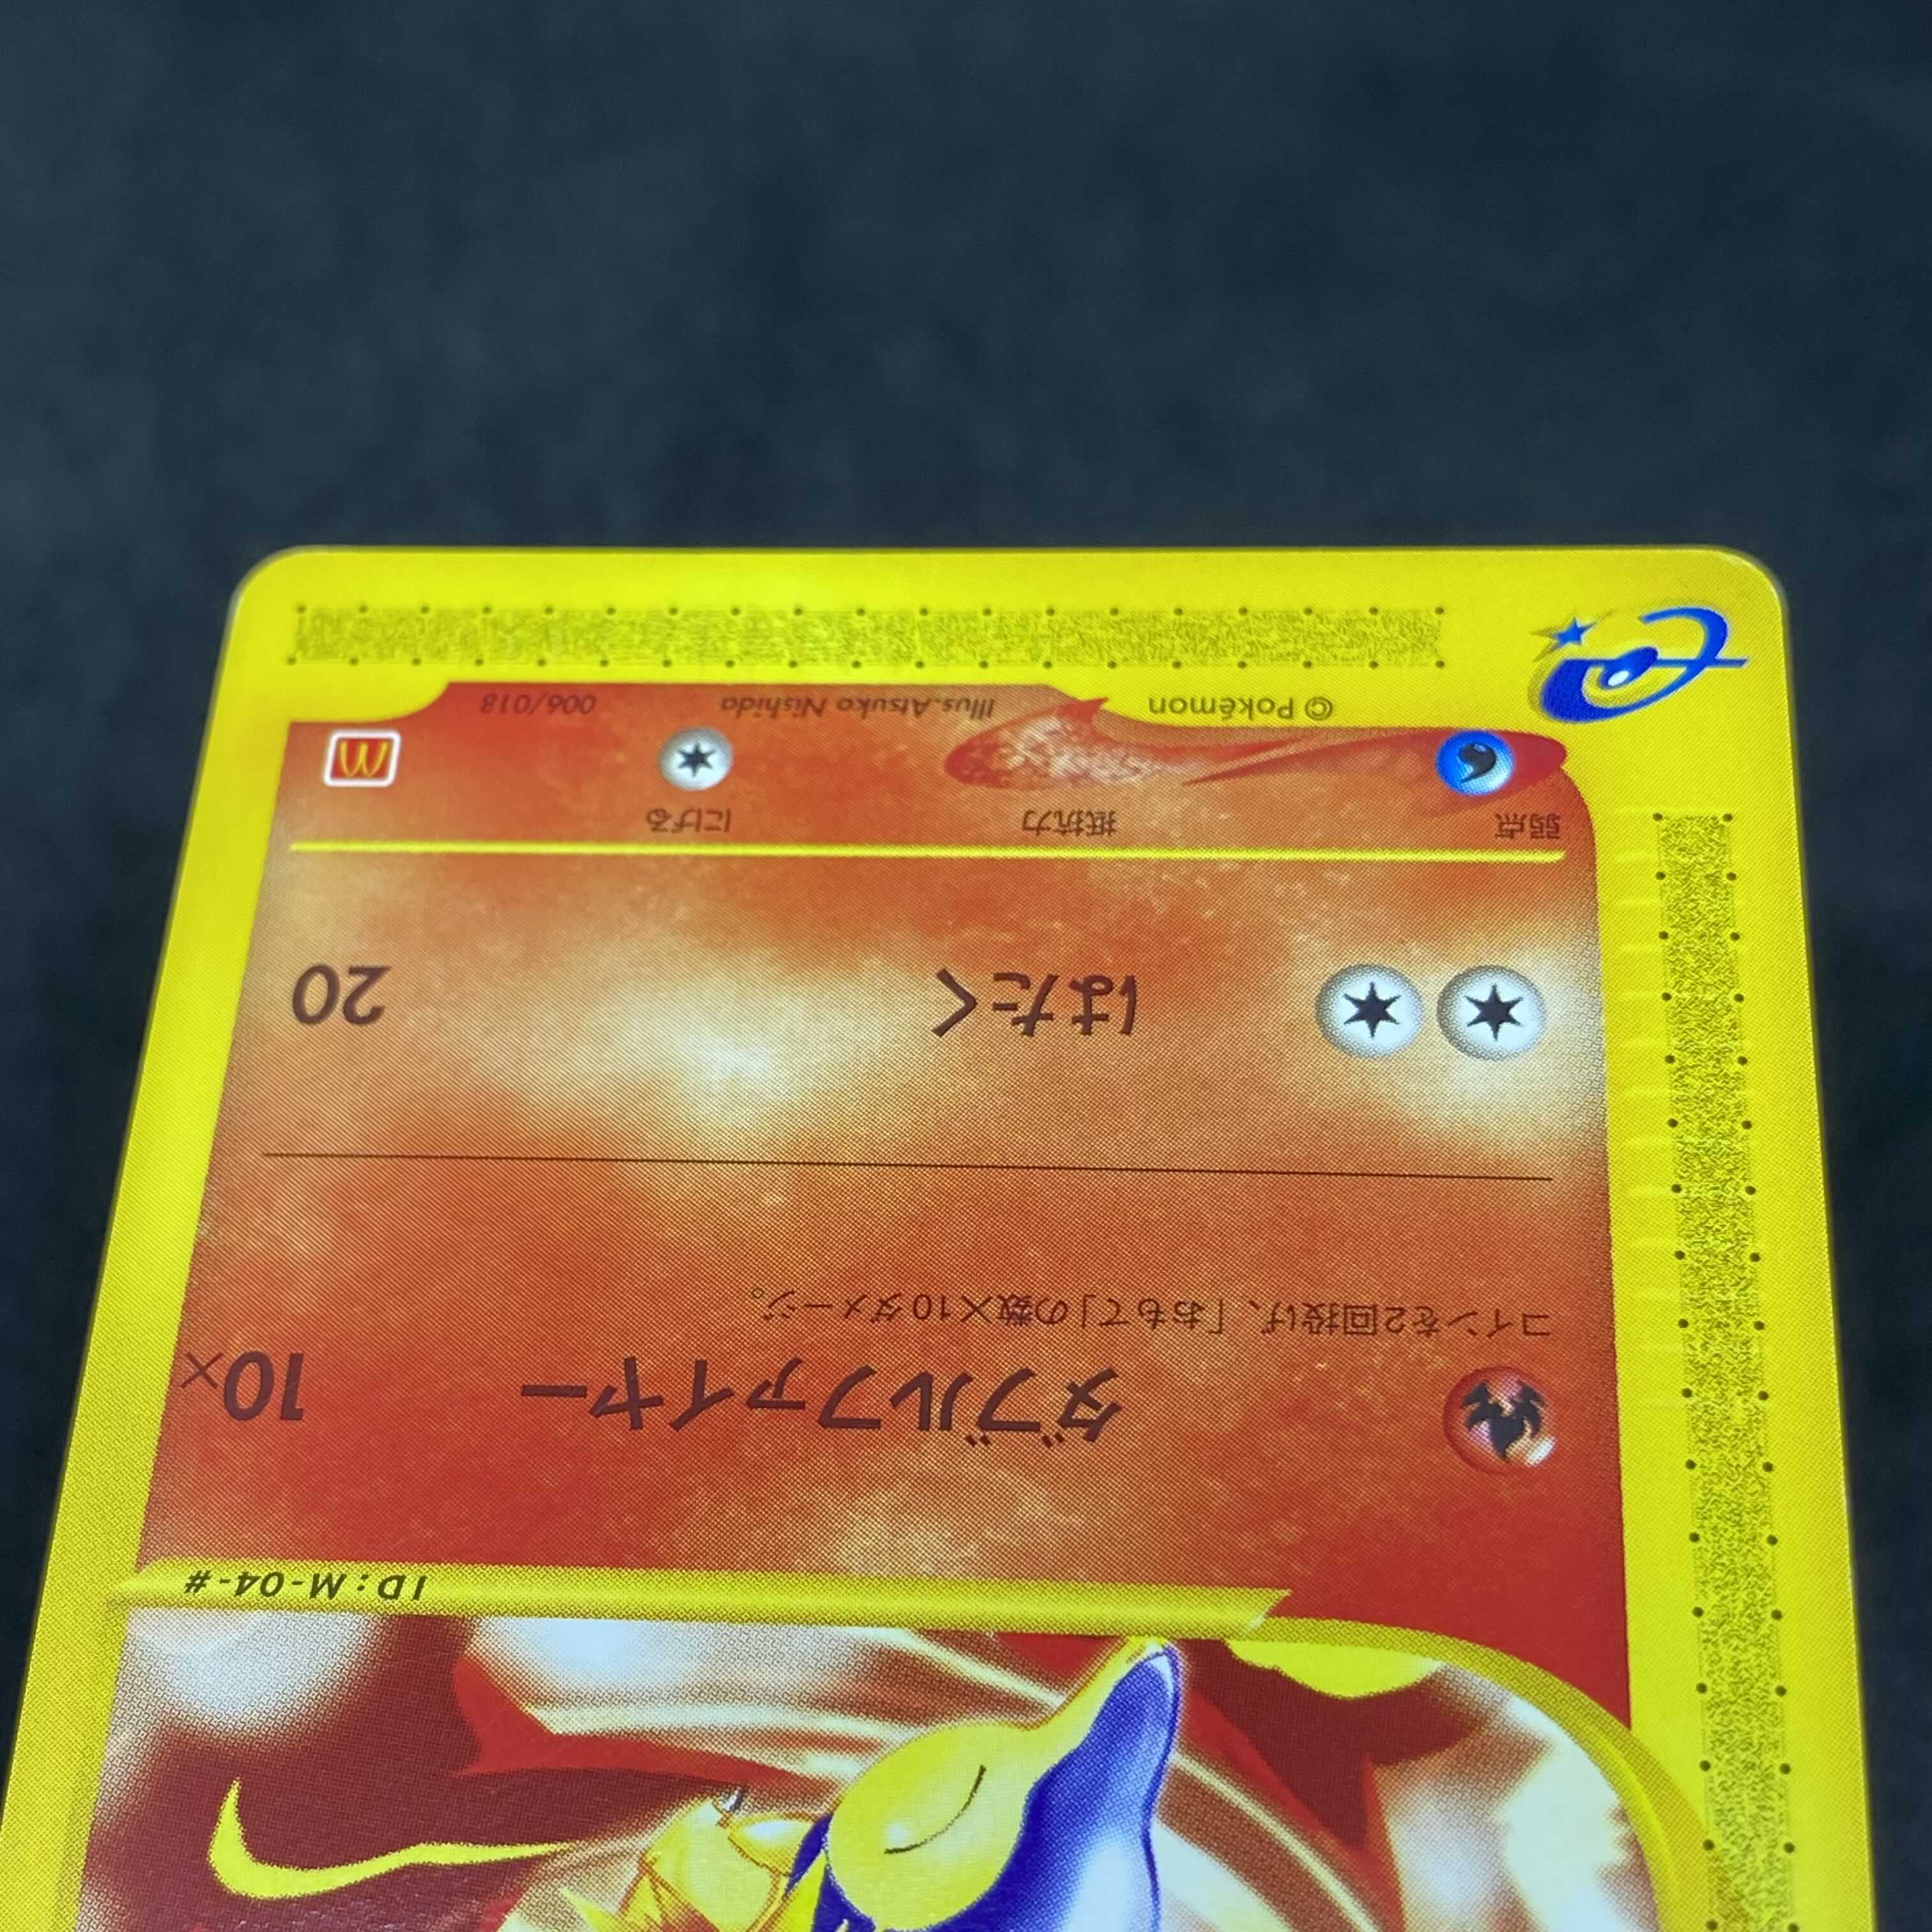 ID:M-04-#
ダブルファイヤー 10×
コインを2回投げ、「おもて」の数×10ダメージ。
はたく 20
弱点 抵抗力 にげる
©Pokémon Illus.Atsuko Nishida 006/018